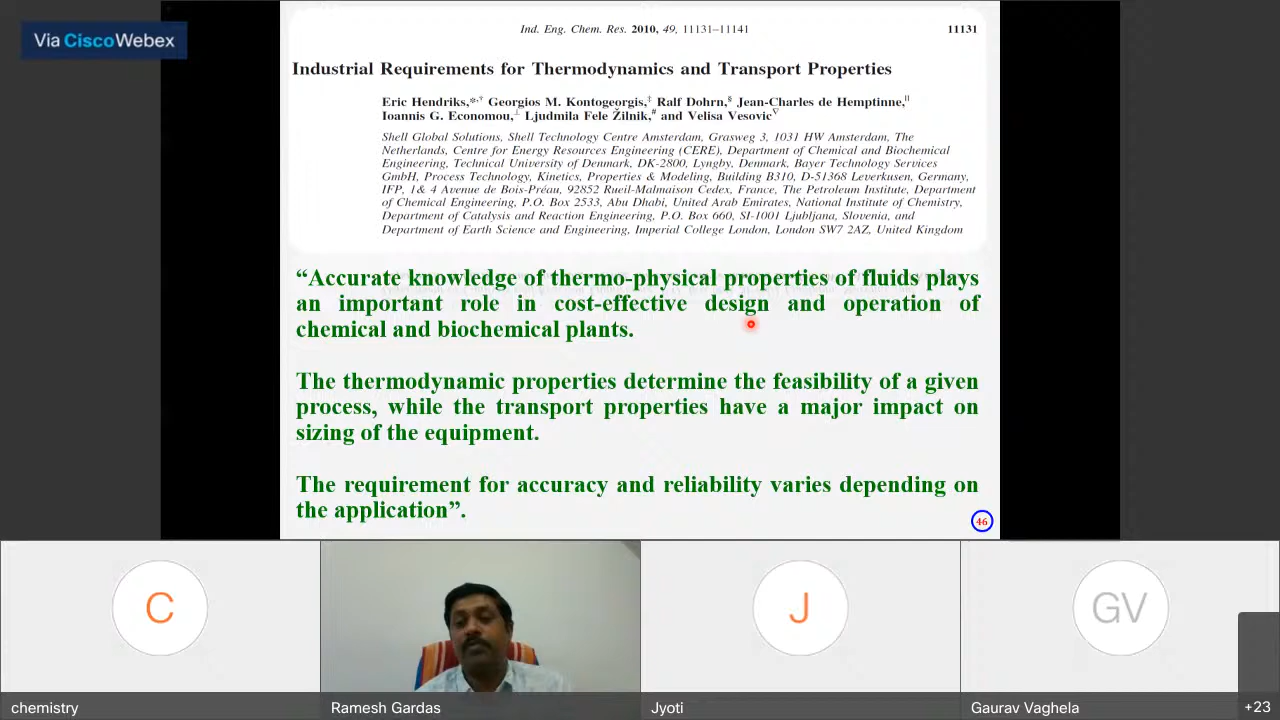 Via Cisco Webex
Ind. Eng. Chem. Res. 2010, 49, 11131–11141
11131
Industrial Requirements for Thermodynamics and Transport Properties
Eric Hendriks,*,† Georgios M. Kontogeorgis,‡ Ralf Dohrn,§ Jean-Charles de Hemptinne,||
Ioannis G. Economou,⊥ Ljudmila Fele Žilnik,# and Velisa Vesovic∇
Shell Global Solutions, Shell Technology Centre Amsterdam, Grasweg 3, 1031 HW Amsterdam, The
Netherlands, Centre for Energy Resources Engineering (CERE), Department of Chemical and Biochemical
Engineering, Technical University of Denmark, DK-2800, Lyngby, Denmark, Bayer Technology Services
GmbH, Process Technology, Kinetics, Properties & Modeling, Building B310, D-51368 Leverkusen, Germany,
IFP, 1& 4 Avenue de Bois-Préau, 92852 Rueil-Malmaison Cedex, France, The Petroleum Institute, Department
of Chemical Engineering, P.O. Box 2533, Abu Dhabi, United Arab Emirates, National Institute of Chemistry,
Department of Catalysis and Reaction Engineering, P.O. Box 660, SI-1001 Ljubljana, Slovenia, and
Department of Earth Science and Engineering, Imperial College London, London SW7 2AZ, United Kingdom
“Accurate knowledge of thermo-physical properties of fluids plays
an important role in cost-effective design and operation of
chemical and biochemical plants.
The thermodynamic properties determine the feasibility of a given
process, while the transport properties have a major impact on
sizing of the equipment.
The requirement for accuracy and reliability varies depending on
the application”.
46
C
J
GV
chemistry
Ramesh Gardas
Jyoti
Gaurav Vaghela
+23